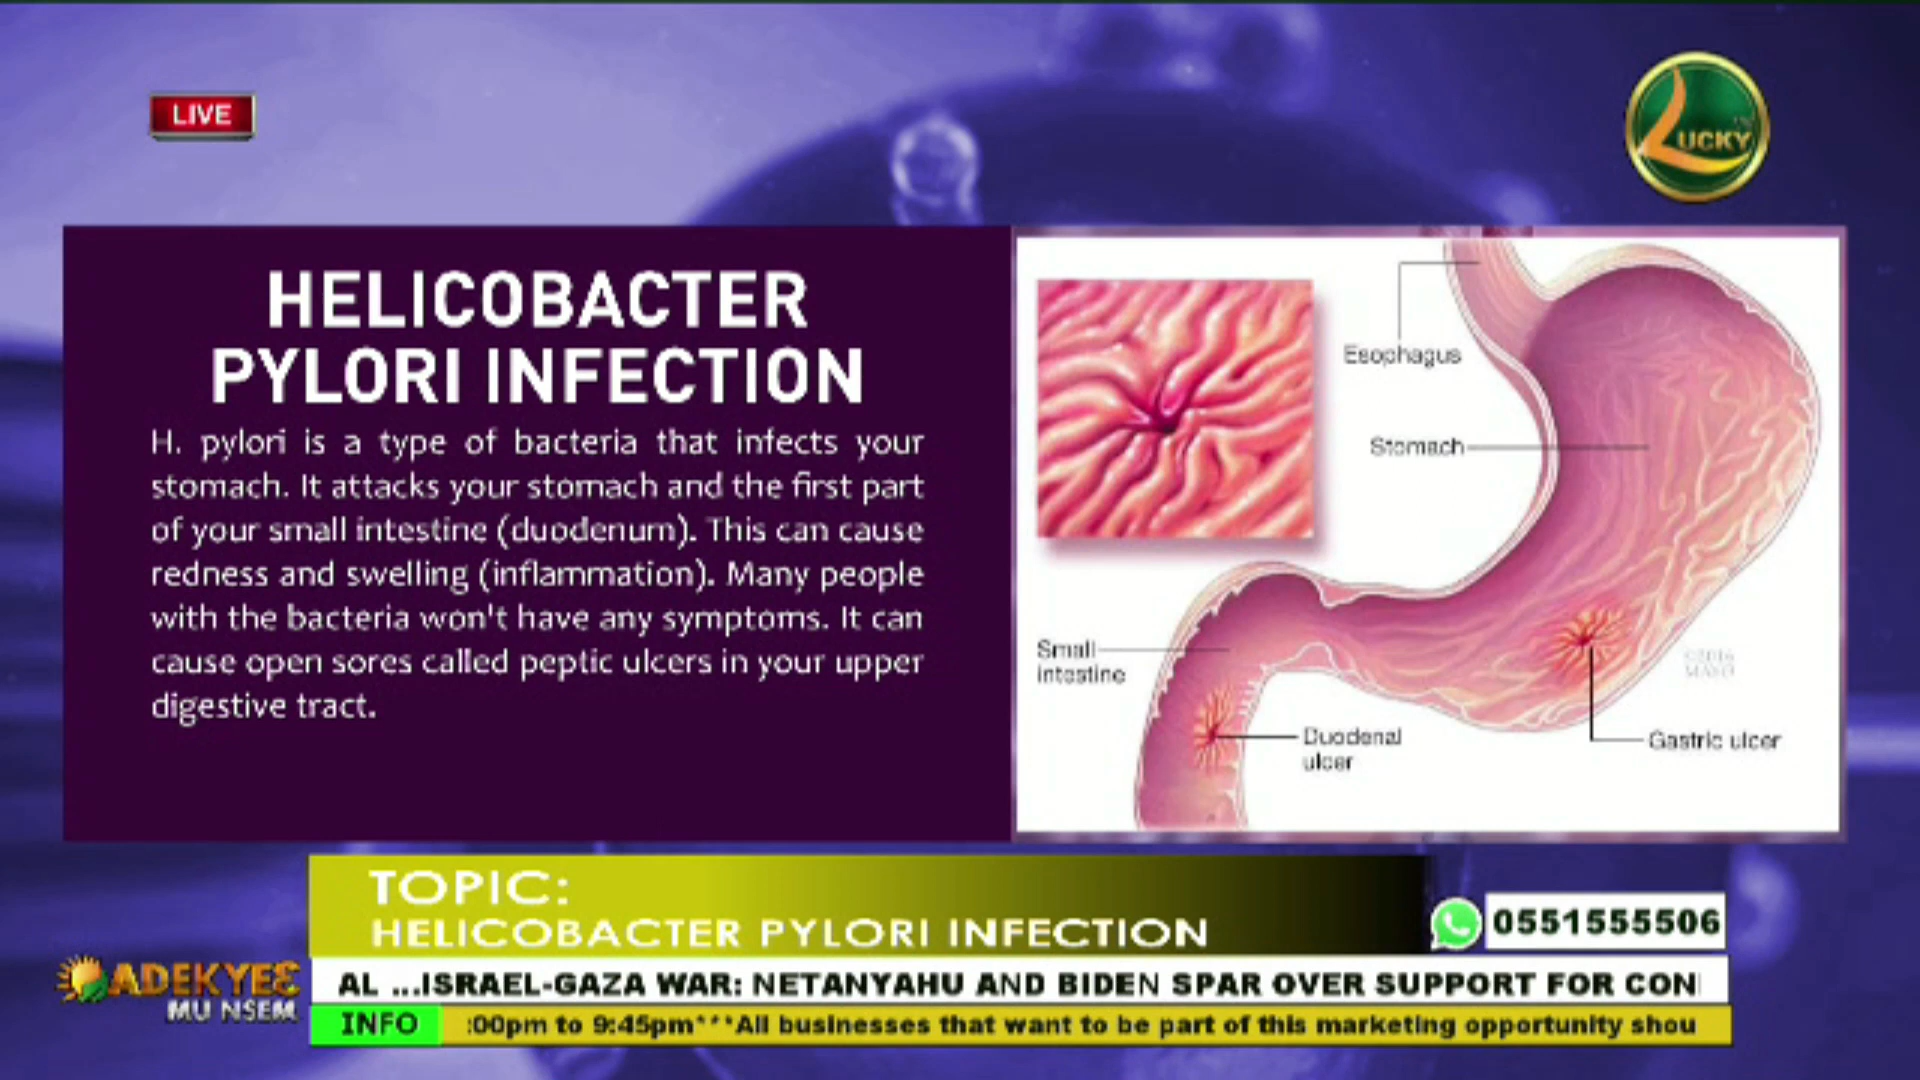 LIVE
LUCKY
HELICOBACTER
PYLORI INFECTION
H. pylori is a type of bacteria that infects your
stomach. It attacks your stomach and the first part
of your small intestine (duodenum). This can cause
redness and swelling (inflammation). Many people
with the bacteria won't have any symptoms. It can
cause open sores called peptic ulcers in your upper
digestive tract.
Esophagus
Stomach
Small
intestine
Duodenal
ulcer
Gastric ulcer
TOPIC:
HELICOBACTER PYLORI INFECTION
0551555506
ADEKYEƐ
MU NSEM
AL ...ISRAEL-GAZA WAR: NETANYAHU AND BIDEN SPAR OVER SUPPORT FOR CON
INFO
:00pm to 9:45pm***All businesses that want to be part of this marketing opportunity shou